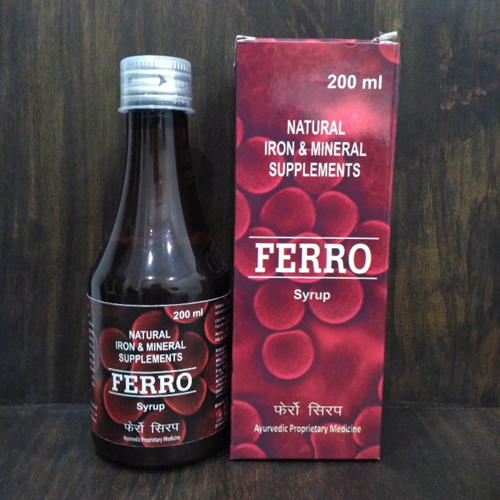 200 ml
NATURAL
IRON & MINERAL
SUPPLEMENTS
FERRO
Syrup
फेर्रो सिरप
Ayurvedic Proprietary Medicine
200 ml
NATURAL
IRON & MINERAL
SUPPLEMENTS
FERRO
Syrup
फेर्रो सिरप
Ayurvedic Proprietary Medicine